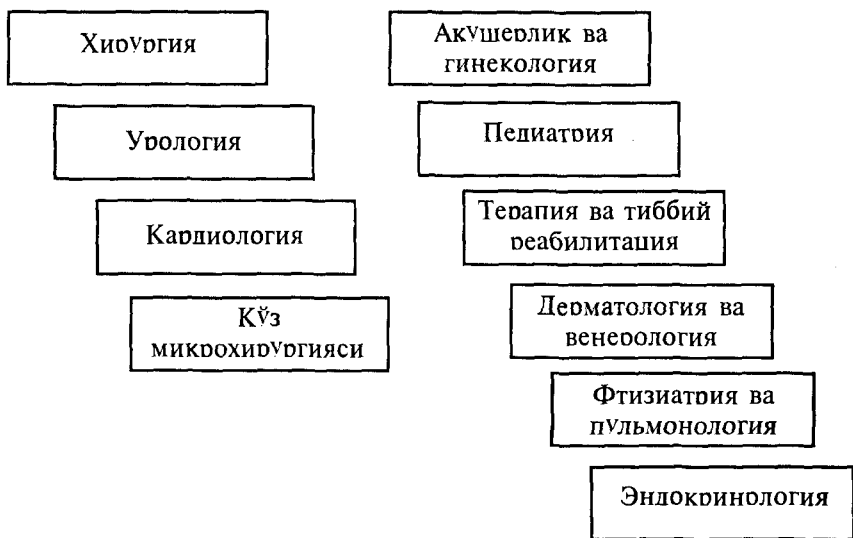 Хирургия
Урология
Кардиология
Кўз
микрохирургияси
Акушерлик ва
гинекология
Педиатрия
Терапия ва тиббий
реабилитация
Дерматология ва
венерология
Фтизиатрия ва
пульмонология
Эндокринология